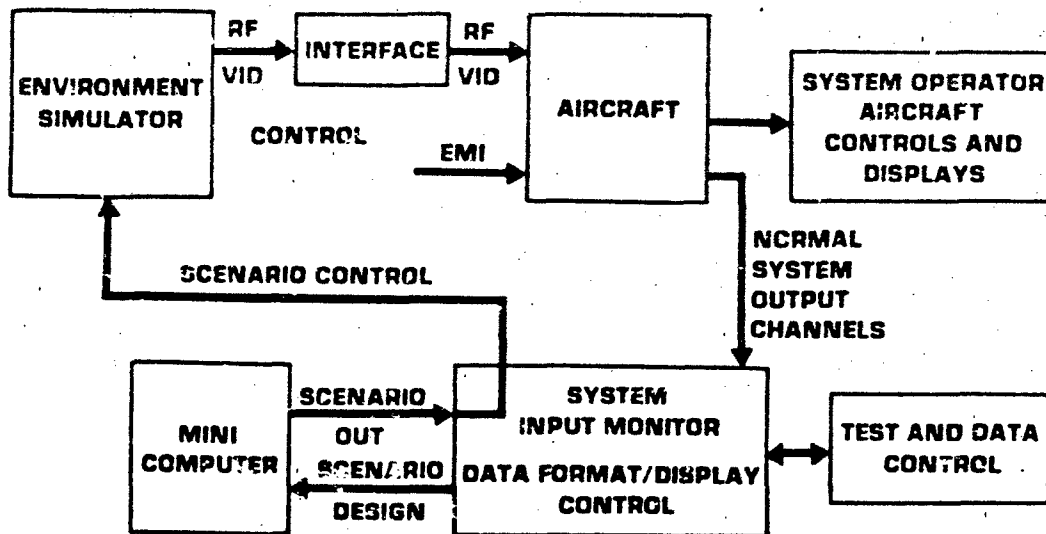 ENVIRONMENT
SIMULATOR
RF
VID
INTERFACE
RF
VID
CONTROL
EMI
AIRCRAFT
SYSTEM OPERATOR
AIRCRAFT
CONTROLS AND
DISPLAYS
NORMAL
SYSTEM
OUTPUT
CHANNELS
SCENARIO CONTROL
MINI
COMPUTER
SCENARIO
OUT
SCENARIO
DESIGN
SYSTEM
INPUT MONITOR
DATA FORMAT/DISPLAY
CONTROL
TEST AND DATA
CONTROL